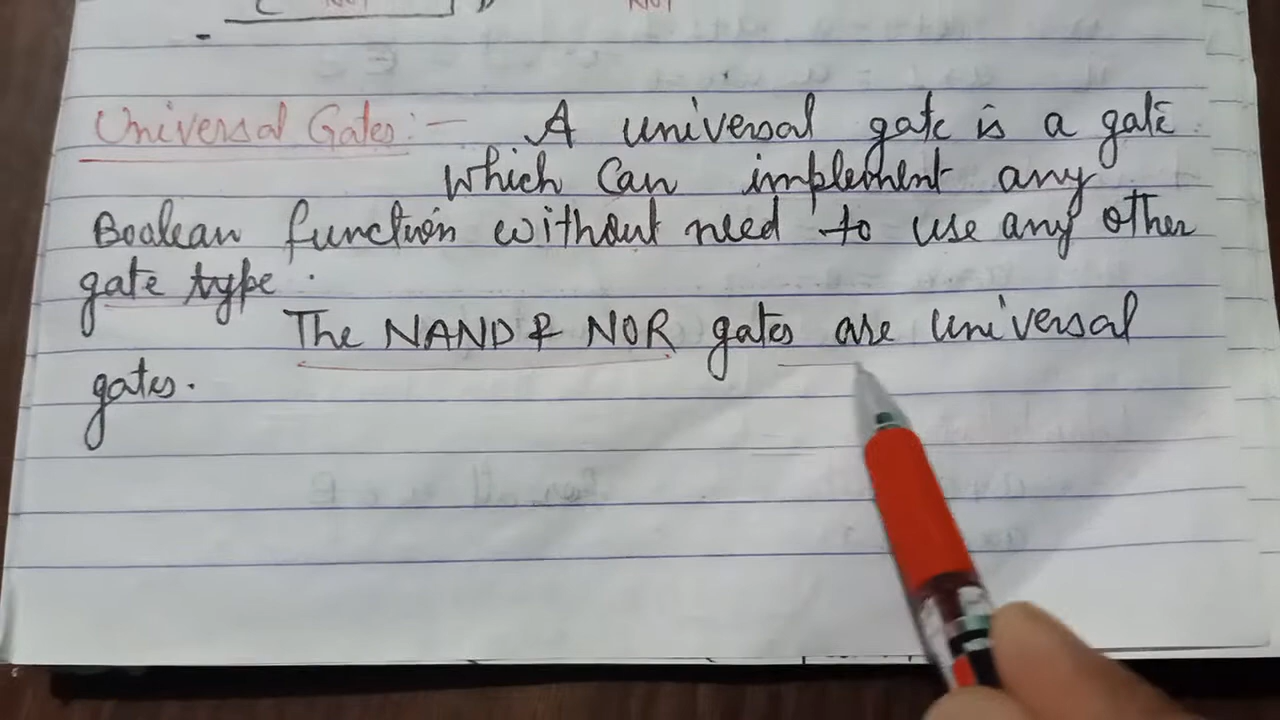 Universal Gates:- A universal gate is a gate
which can implement any
Boolean function without need to use any other
gate type.
The NAND & NOR gates are universal
gates.